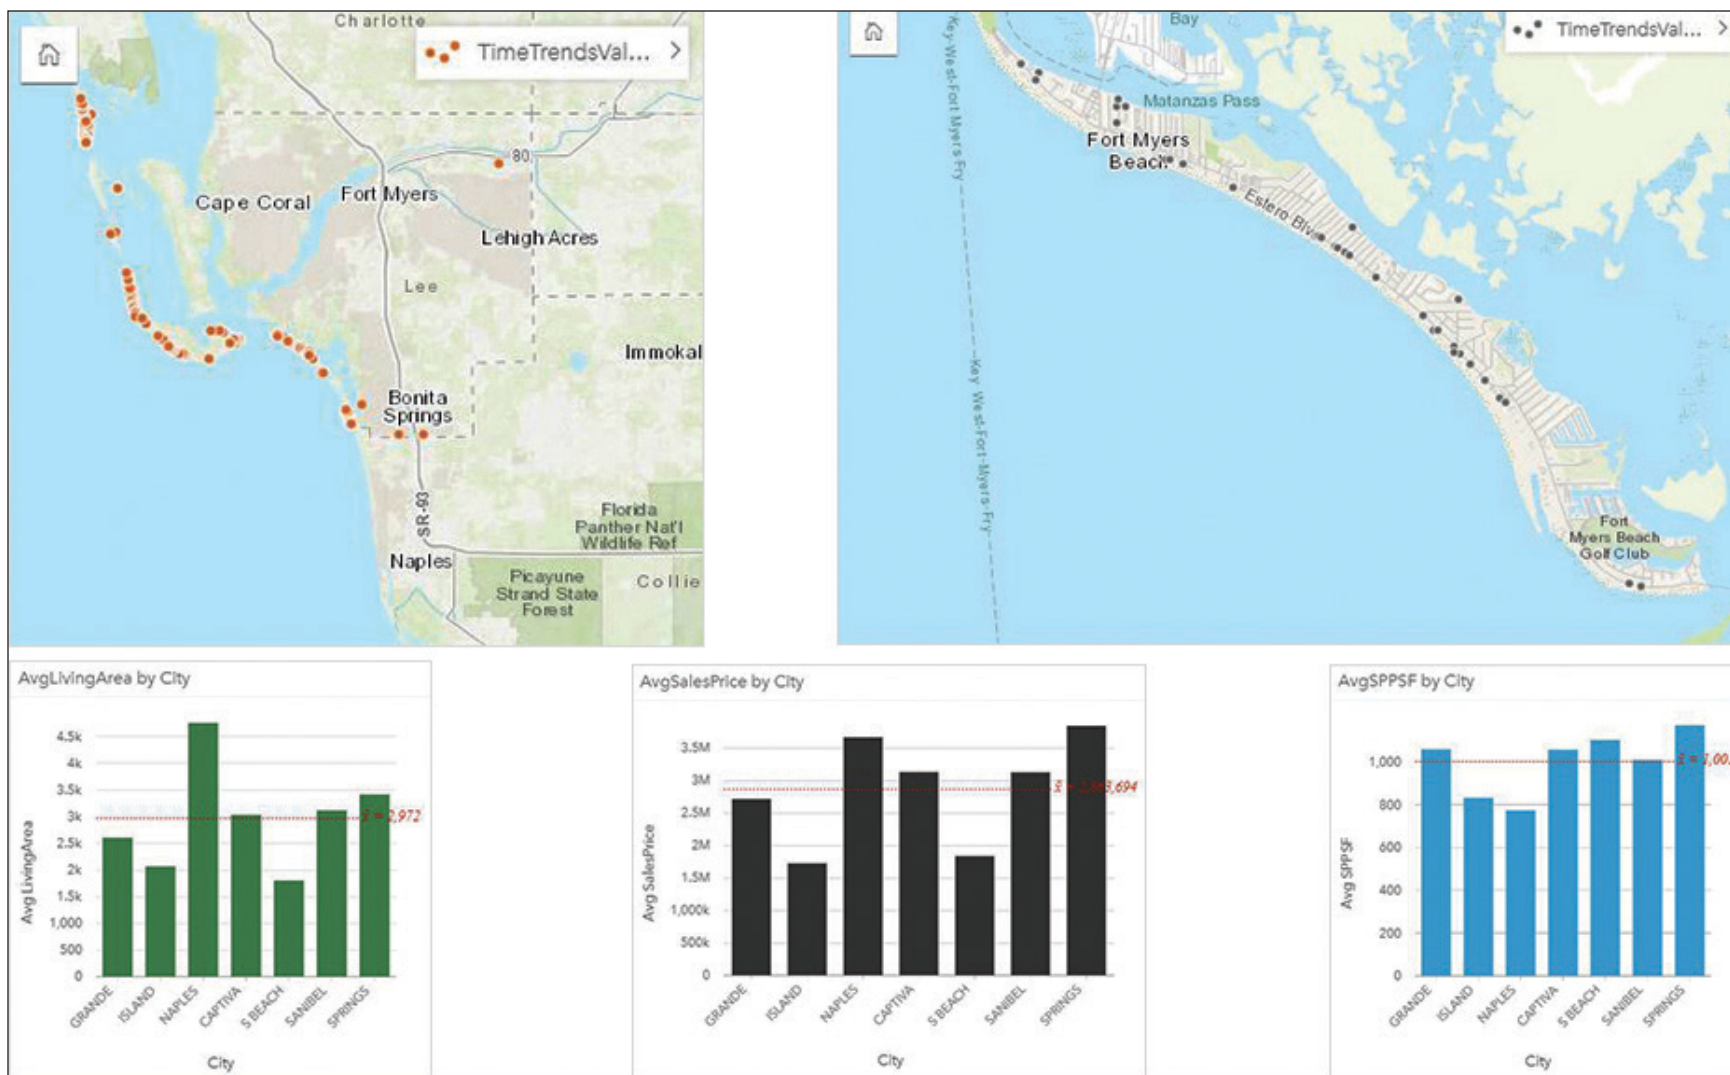 Charlotte
TimeTrendsVal...
80
Cape Coral
Fort Myers
Lehigh Acres
Lee
Immokal
Bonita
Springs
SR-93
Florida
Panther Nat'l
Wildlife Ref
Naples
Picayune
Strand State
Forest
Collie
Bay
TimeTrendsVal...
Key West-Fort Myers Fry
Matanzas Pass
Fort Myers
Beach
Estero Blv
Key West-Fort-Myers-Fry
Fort
Myers Beach
Golf Club
AvgLivingArea by City
Avg LivingArea
4.5k
4k
3.5k
3k
2.5k
2k
1.5k
1,000
500
0
x̄ = 2,972
GRANDE
ISLAND
NAPLES
CAPTIVA
S BEACH
SANIBEL
SPRINGS
City
AvgSalesPrice by City
Avg SalesPrice
3.5M
3M
2.5M
2M
1.5M
1,000k
500k
0
GRANDE
ISLAND
NAPLES
CAPTIVA
S BEACH
SANIBEL
SPRINGS
City
AvgSPPSF by City
Avg SPPSF
1,000
800
600
400
200
0
GRANDE
ISLAND
NAPLES
CAPTIVA
S BEACH
SANIBEL
SPRINGS
City